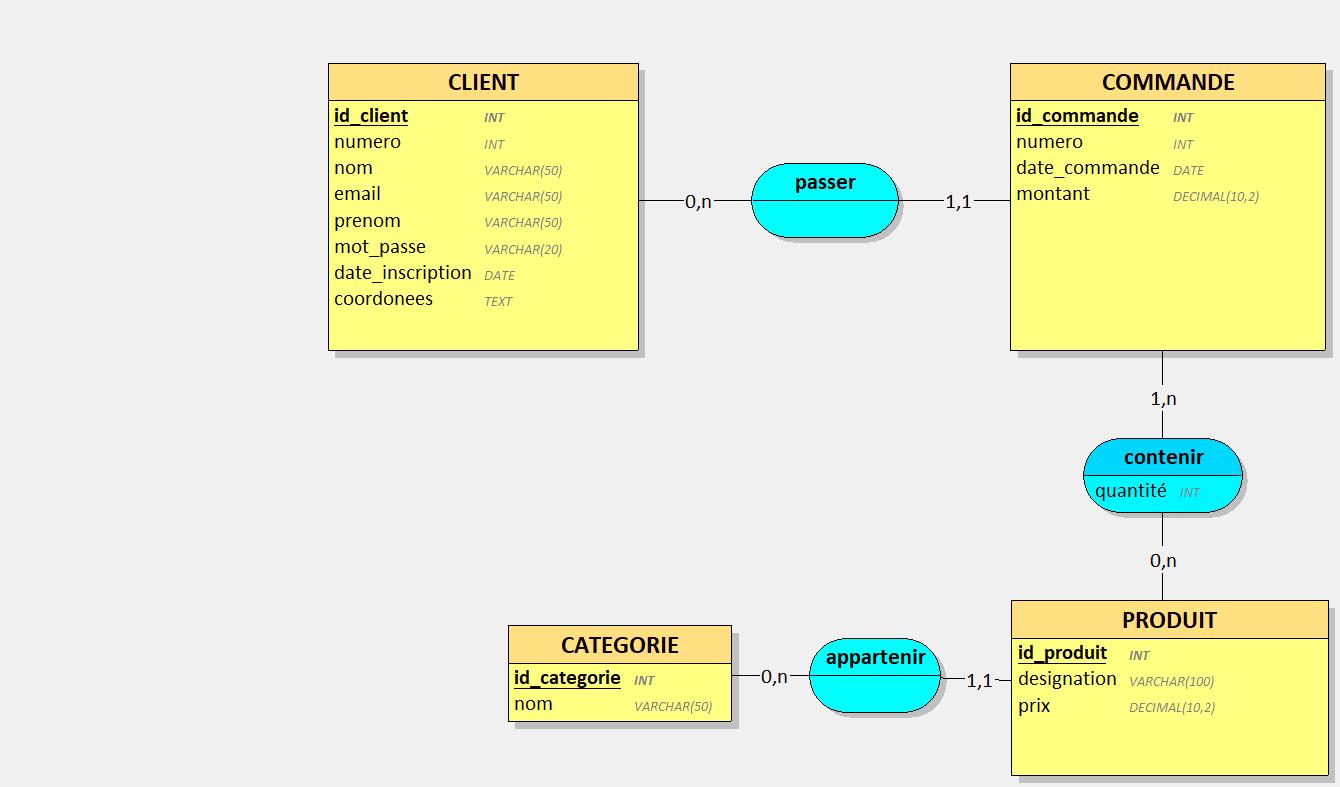 CLIENT
id_client INT
numero INT
nom VARCHAR(50)
email VARCHAR(50)
prenom VARCHAR(50)
mot_passe VARCHAR(20)
date_inscription DATE
coordonees TEXT
0,n
passer
1,1
COMMANDE
id_commande INT
numero INT
date_commande DATE
montant DECIMAL(10,2)
1,n
contenir
quantité INT
0,n
CATEGORIE
id_categorie INT
nom VARCHAR(50)
0,n
appartenir
1,1
PRODUIT
id_produit INT
designation VARCHAR(100)
prix DECIMAL(10,2)